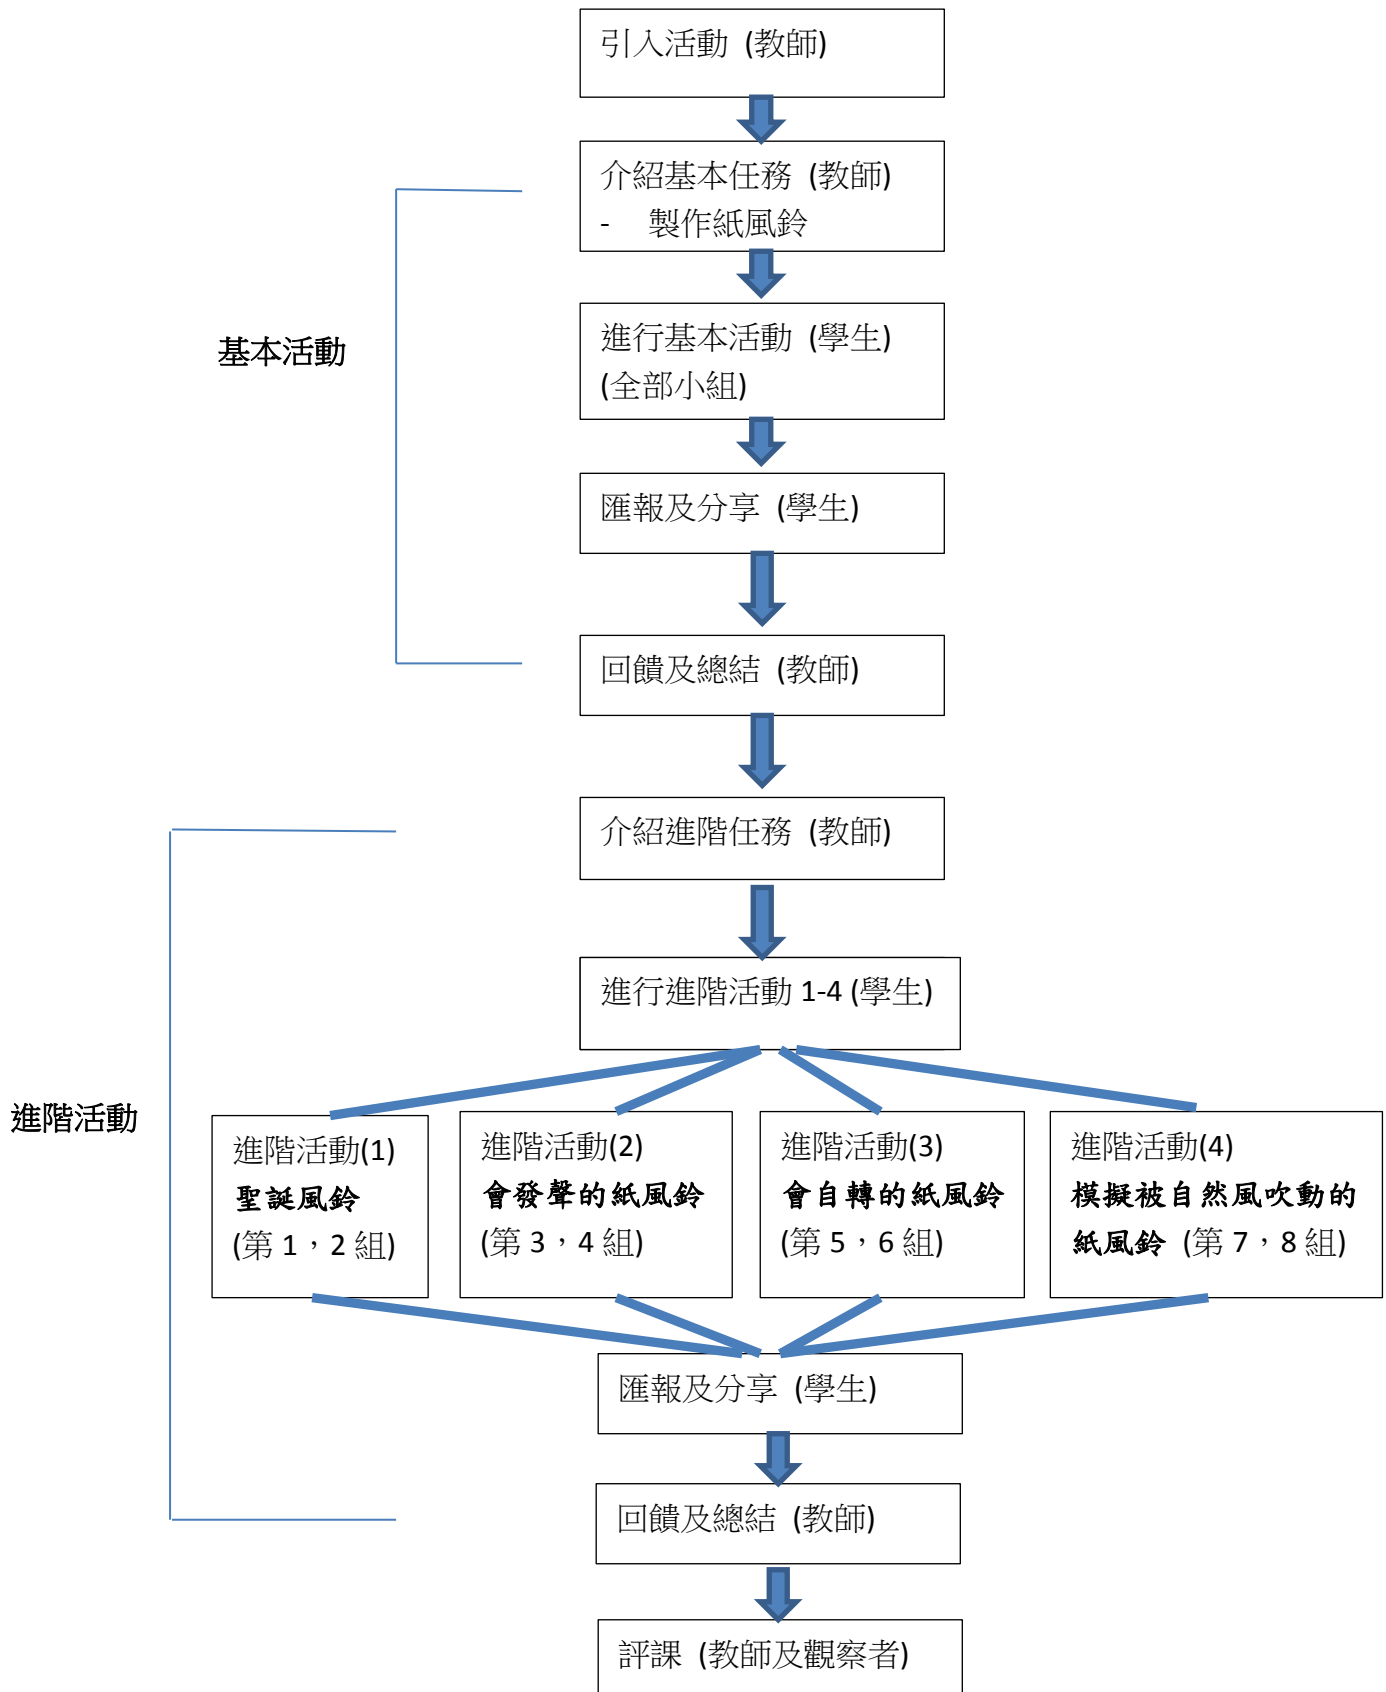 引入活動 (教師)
介紹基本任務 (教師)
- 製作紙風鈴
基本活動
進行基本活動 (學生)
(全部小組)
匯報及分享 (學生)
回饋及總結 (教師)
介紹進階任務 (教師)
進行進階活動 1-4 (學生)
進階活動
進階活動(1)
聖誕風鈴
(第 1，2 組)
進階活動(2)
會發聲的紙風鈴
(第 3，4 組)
進階活動(3)
會自轉的紙風鈴
(第 5，6 組)
進階活動(4)
模擬被自然風吹動的
紙風鈴 (第 7，8 組)
匯報及分享 (學生)
回饋及總結 (教師)
評課 (教師及觀察者)